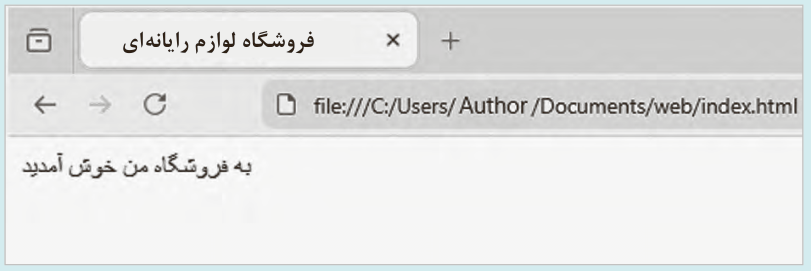 فروشگاه لوازم رایانه‌ای
file:///C:/Users/ Author /Documents/web/index.html
به فروشگاه من خوش آمدید